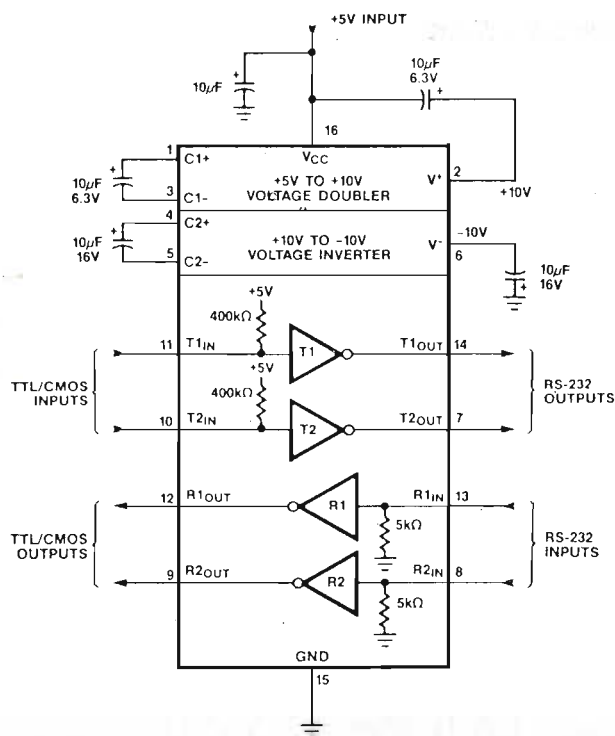 +5V INPUT
10μF
10μF
6.3V
16
VCC
1
C1+
10μF
6.3V
3
C1-
+5V TO +10V
VOLTAGE DOUBLER
V+
2
+10V
4
C2+
10μF
16V
5
C2-
+10V TO -10V
VOLTAGE INVERTER
V-
-10V
6
10μF
16V
+5V
400kΩ
11
T1IN
T1
T1OUT
14
+5V
400kΩ
TTL/CMOS
INPUTS
RS-232
OUTPUTS
10
T2IN
T2
T2OUT
7
12
R1OUT
R1
R1IN
13
5kΩ
TTL/CMOS
OUTPUTS
RS-232
INPUTS
9
R2OUT
R2
R2IN
8
5kΩ
GND
15